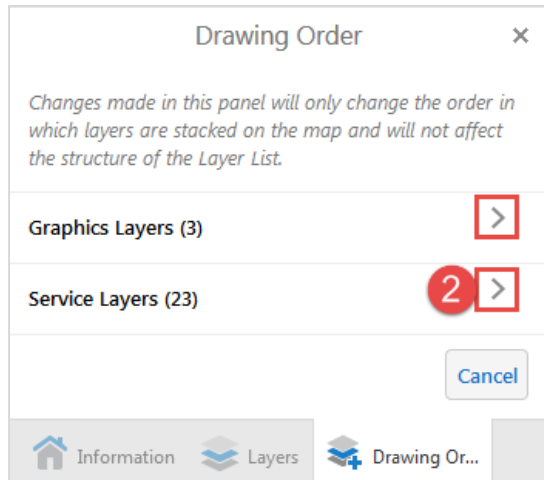 Drawing Order ×
Changes made in this panel will only change the order in
which layers are stacked on the map and will not affect
the structure of the Layer List.
Graphics Layers (3)
Service Layers (23) 2
Cancel
Information Layers Drawing Or...